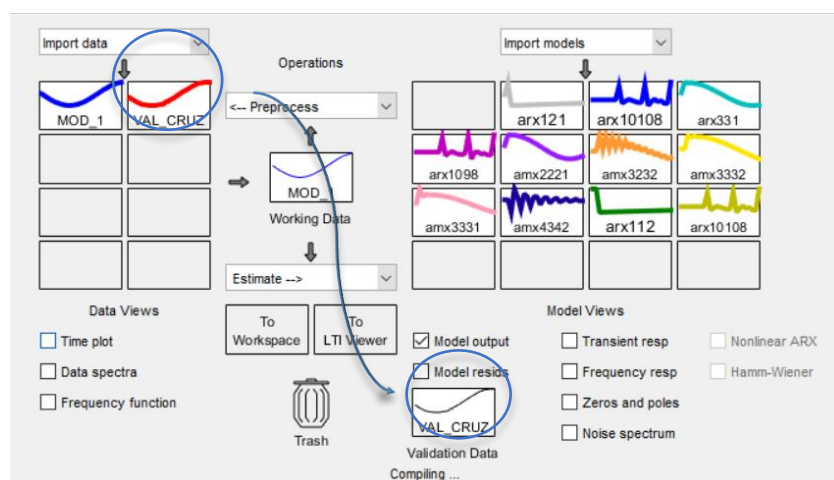 Import data
Import models
Operations
MOD_1
VAL_CRUZ
<-- Preprocess
arx121
arx10108
arx331
MOD_1
Working Data
arx1098
amx2221
amx3232
amx3332
amx3331
amx4342
arx112
arx10108
Estimate -->
Data Views
Model Views
To Workspace
To LTI Viewer
Time plot
Model output
Transient resp
Nonlinear ARX
Data spectra
Model resids
Frequency resp
Hamm-Wiener
Frequency function
Zeros and poles
Trash
VAL_CRUZ
Noise spectrum
Validation Data
Compiling ...